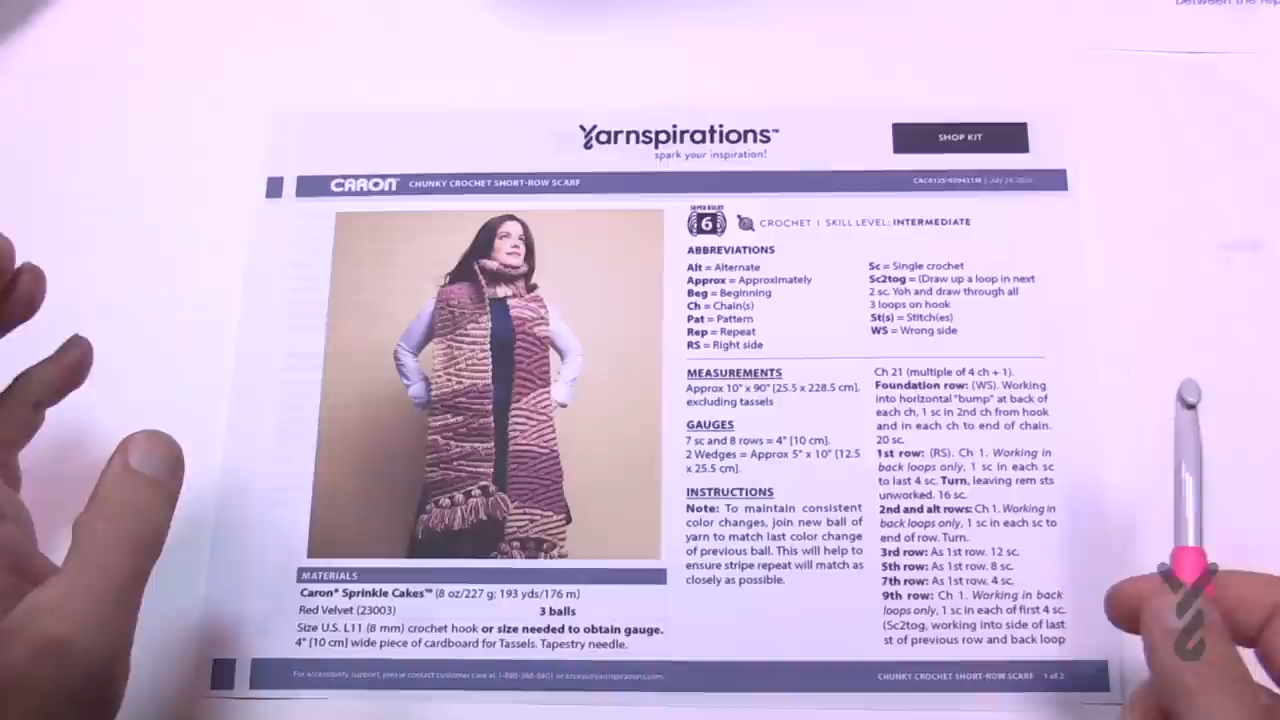 between the rep
Yarnspirations™
spark your inspiration!
SHOP KIT
CARON™ CHUNKY CROCHET SHORT-ROW SCARF
SUPER BULKY
6
CROCHET | SKILL LEVEL: INTERMEDIATE
ABBREVIATIONS
Alt = Alternate
Approx = Approximately
Beg = Beginning
Ch = Chain(s)
Pat = Pattern
Rep = Repeat
RS = Right side
Sc = Single crochet
Sc2tog = (Draw up a loop in next
2 sc. Yoh and draw through all
3 loops on hook
St(s) = Stitch(es)
WS = Wrong side
MEASUREMENTS
Approx 10" x 90" [25.5 x 228.5 cm],
excluding tassels
GAUGES
7 sc and 8 rows = 4" [10 cm].
2 Wedges = Approx 5" x 10" [12.5
x 25.5 cm].
INSTRUCTIONS
Note: To maintain consistent
color changes, join new ball of
yarn to match last color change
of previous ball. This will help to
ensure stripe repeat will match as
closely as possible.
Ch 21 (multiple of 4 ch + 1).
Foundation row: (WS). Working
into horizontal "bump" at back of
each ch, 1 sc in 2nd ch from hook
and in each ch to end of chain.
20 sc.
1st row: (RS). Ch 1. Working in
back loops only, 1 sc in each sc
to last 4 sc. Turn, leaving rem sts
unworked. 16 sc.
2nd and alt rows: Ch 1. Working in
back loops only, 1 sc in each sc to
end of row. Turn.
3rd row: As 1st row. 12 sc.
5th row: As 1st row. 8 sc.
7th row: As 1st row. 4 sc.
9th row: Ch 1. Working in back
loops only, 1 sc in each of first 4 sc.
(Sc2tog, working into side of last
st of previous row and back loop
MATERIALS
Caron® Sprinkle Cakes™ (8 oz/227 g; 193 yds/176 m)
Red Velvet (23003) 3 balls
Size U.S. L11 (8 mm) crochet hook or size needed to obtain gauge.
4" [10 cm] wide piece of cardboard for Tassels. Tapestry needle.
For accessibility support, please contact customer care at
CHUNKY CROCHET SHORT-ROW SCARF 1 of 2